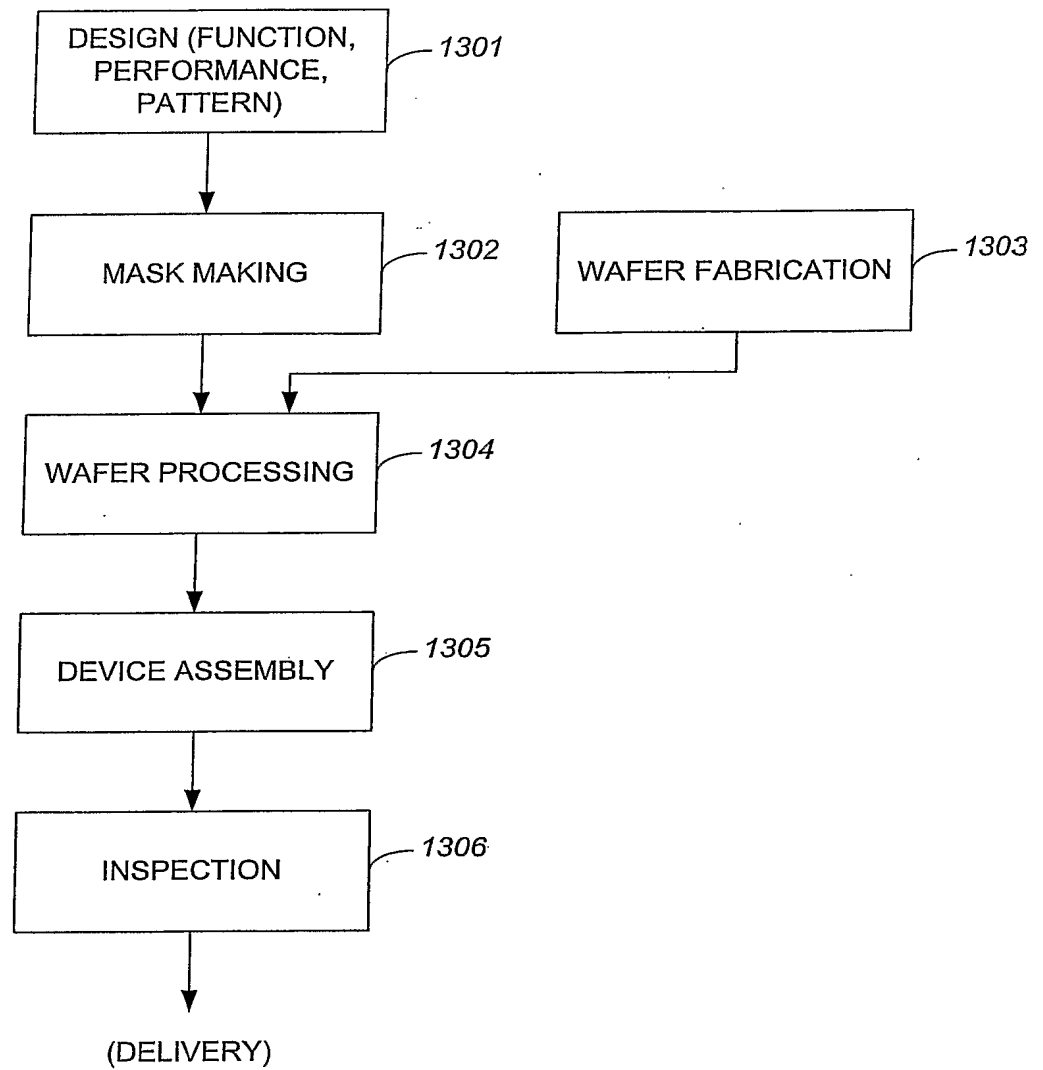 DESIGN (FUNCTION,
PERFORMANCE,
PATTERN)
1301
MASK MAKING
1302
WAFER FABRICATION
1303
WAFER PROCESSING
1304
DEVICE ASSEMBLY
1305
INSPECTION
1306
(DELIVERY)